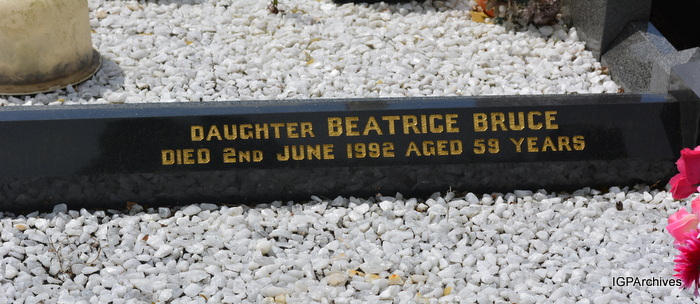 DAUGHTER BEATRICE BRUCE
DIED 2ND JUNE 1992 AGED 59 YEARS
IGPArchives